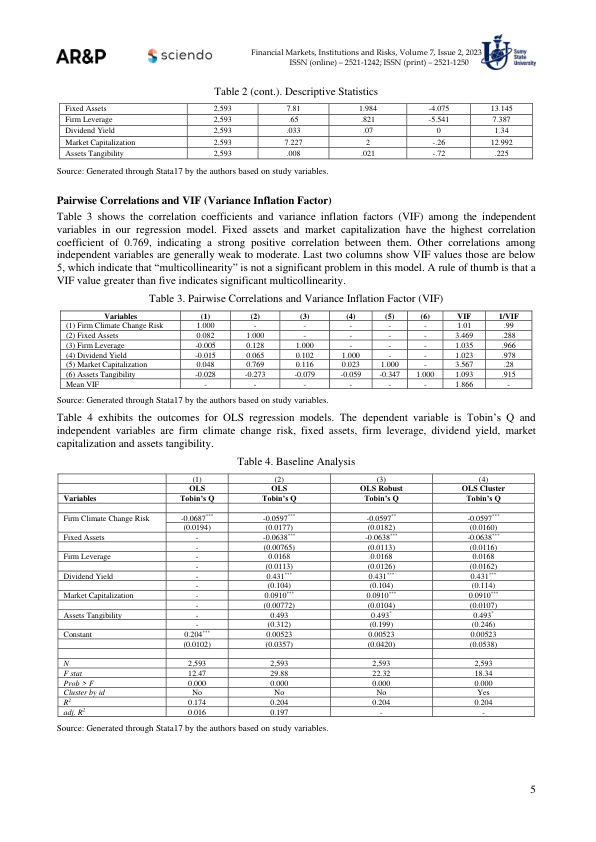 AR&P
sciendo
Financial Markets, Institutions and Risks, Volume 7, Issue 2, 2023
ISSN (online) – 2521-1242; ISSN (print) – 2521-1250
Sumy
State
University
Table 2 (cont.). Descriptive Statistics
Fixed Assets 2,593 7.81 1.984 -4.075 13.145
Firm Leverage 2,593 .65 .821 -5.541 7.387
Dividend Yield 2,593 .033 .07 0 1.34
Market Capitalization 2,593 7.227 2 -.26 12.992
Assets Tangibility 2,593 .008 .021 -.72 .225
Source: Generated through Stata17 by the authors based on study variables.
Pairwise Correlations and VIF (Variance Inflation Factor)
Table 3 shows the correlation coefficients and variance inflation factors (VIF) among the independent
variables in our regression model. Fixed assets and market capitalization have the highest correlation
coefficient of 0.769, indicating a strong positive correlation between them. Other correlations among
independent variables are generally weak to moderate. Last two columns show VIF values those are below
5, which indicate that “multicollinearity” is not a significant problem in this model. A rule of thumb is that a
VIF value greater than five indicates significant multicollinearity.
Table 3. Pairwise Correlations and Variance Inflation Factor (VIF)
Variables (1) (2) (3) (4) (5) (6) VIF 1/VIF
(1) Firm Climate Change Risk 1.000 - - - - - 1.01 .99
(2) Fixed Assets 0.082 1.000 - - - - 3.469 .288
(3) Firm Leverage -0.005 0.128 1.000 - - - 1.035 .966
(4) Dividend Yield -0.015 0.065 0.102 1.000 - - 1.023 .978
(5) Market Capitalization 0.048 0.769 0.116 0.023 1.000 - 3.567 .28
(6) Assets Tangibility -0.028 -0.273 -0.079 -0.059 -0.347 1.000 1.093 .915
Mean VIF - - - - - - 1.866 -
Source: Generated through Stata17 by the authors based on study variables.
Table 4 exhibits the outcomes for OLS regression models. The dependent variable is Tobin’s Q and
independent variables are firm climate change risk, fixed assets, firm leverage, dividend yield, market
capitalization and assets tangibility.
Table 4. Baseline Analysis
(1) (2) (3) (4)
OLS OLS OLS Robust OLS Cluster
Variables Tobin’s Q Tobin’s Q Tobin’s Q Tobin’s Q
Firm Climate Change Risk -0.0687*** -0.0597*** -0.0597** -0.0597***
(0.0194) (0.0177) (0.0182) (0.0160)
Fixed Assets - -0.0638*** -0.0638*** -0.0638***
- (0.00765) (0.0113) (0.0116)
Firm Leverage - 0.0168 0.0168 0.0168
- (0.0113) (0.0126) (0.0162)
Dividend Yield - 0.431*** 0.431*** 0.431***
- (0.104) (0.104) (0.114)
Market Capitalization - 0.0910*** 0.0910*** 0.0910***
- (0.00772) (0.0104) (0.0107)
Assets Tangibility - 0.493 0.493* 0.493*
- (0.312) (0.199) (0.246)
Constant 0.204*** 0.00523 0.00523 0.00523
(0.0102) (0.0357) (0.0420) (0.0538)
N 2,593 2,593 2,593 2,593
F stat 12.47 29.88 22.32 18.34
Prob > F 0.000 0.000 0.000 0.000
Cluster by id No No No Yes
R² 0.174 0.204 0.204 0.204
adj. R² 0.016 0.197 - -
Source: Generated through Stata17 by the authors based on study variables.
5